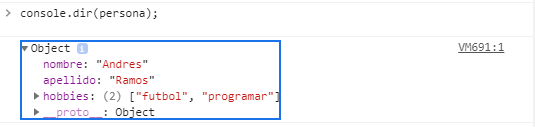 > console.dir(persona);
▼Object i VM691:1
nombre: "Andres"
apellido: "Ramos"
▶hobbies: (2) ["futbol", "programar"]
▶__proto__: Object